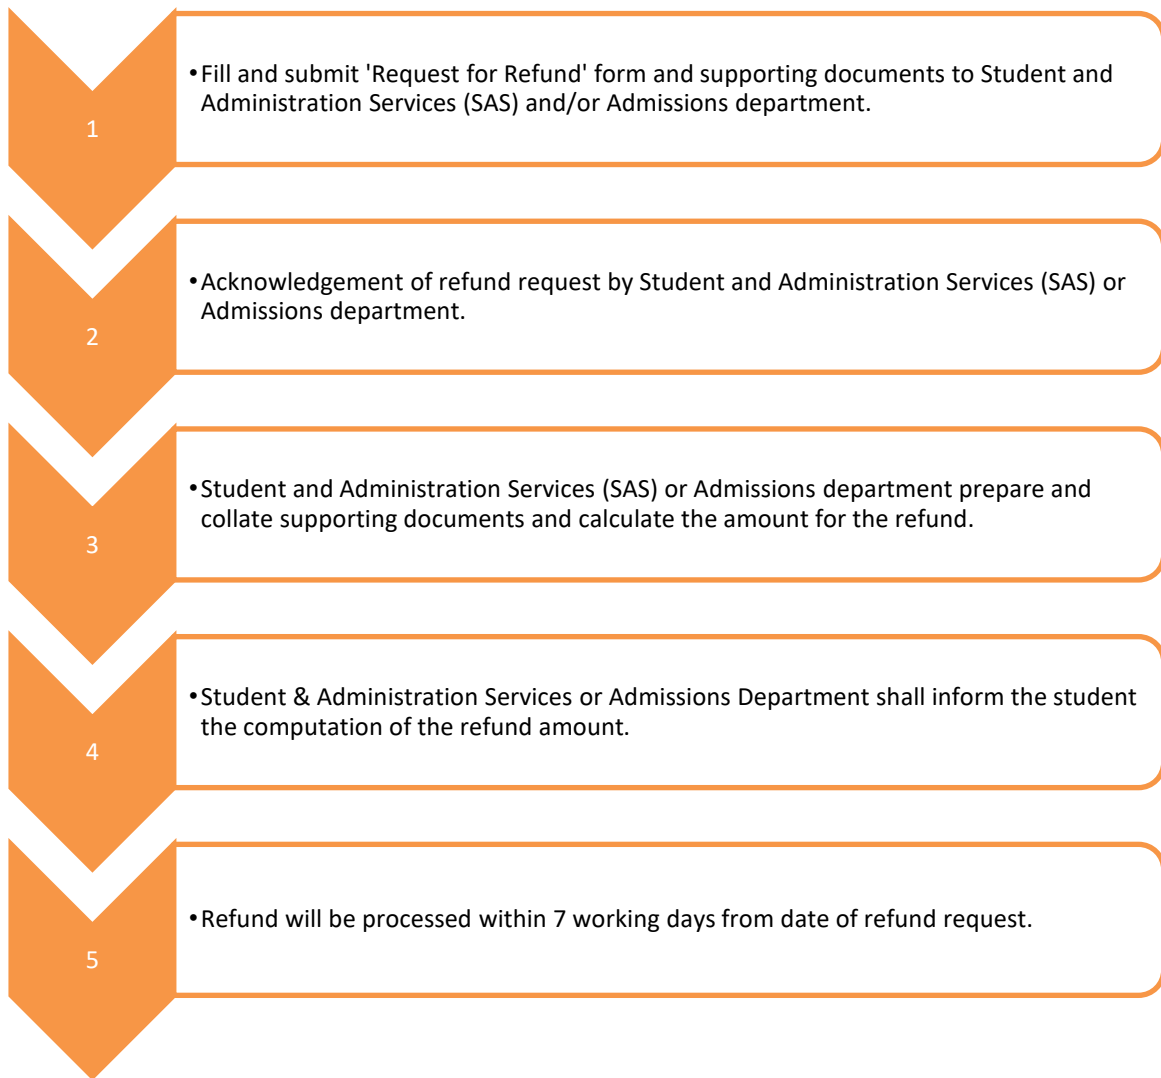 1
•Fill and submit 'Request for Refund' form and supporting documents to Student and
Administration Services (SAS) and/or Admissions department.
2
•Acknowledgement of refund request by Student and Administration Services (SAS) or
Admissions department.
3
•Student and Administration Services (SAS) or Admissions department prepare and
collate supporting documents and calculate the amount for the refund.
4
•Student & Administration Services or Admissions Department shall inform the student
the computation of the refund amount.
5
•Refund will be processed within 7 working days from date of refund request.